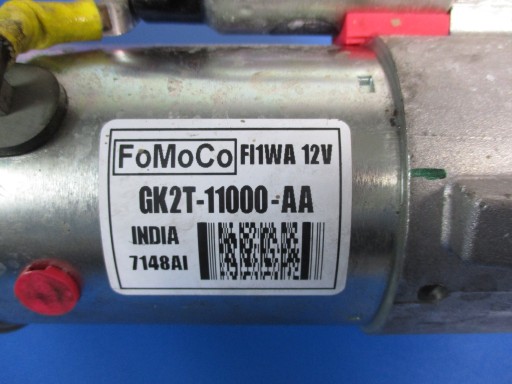 FoMoCo FI1WA 12V
GK2T-11000-AA
INDIA
7148AI